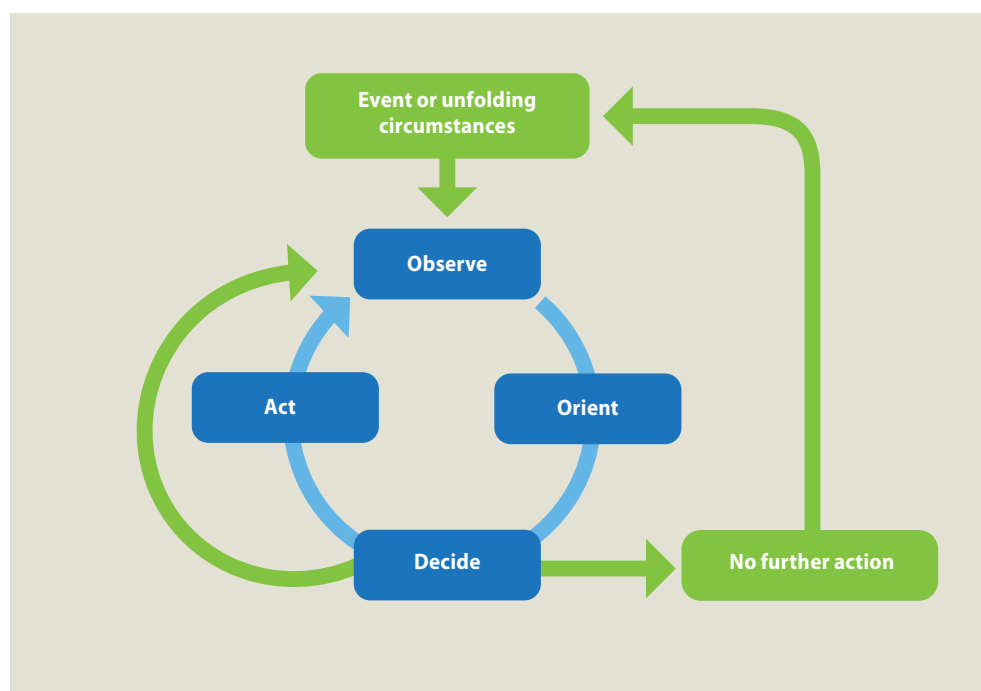 Event or unfolding
circumstances
Observe
Act
Orient
Decide
No further action